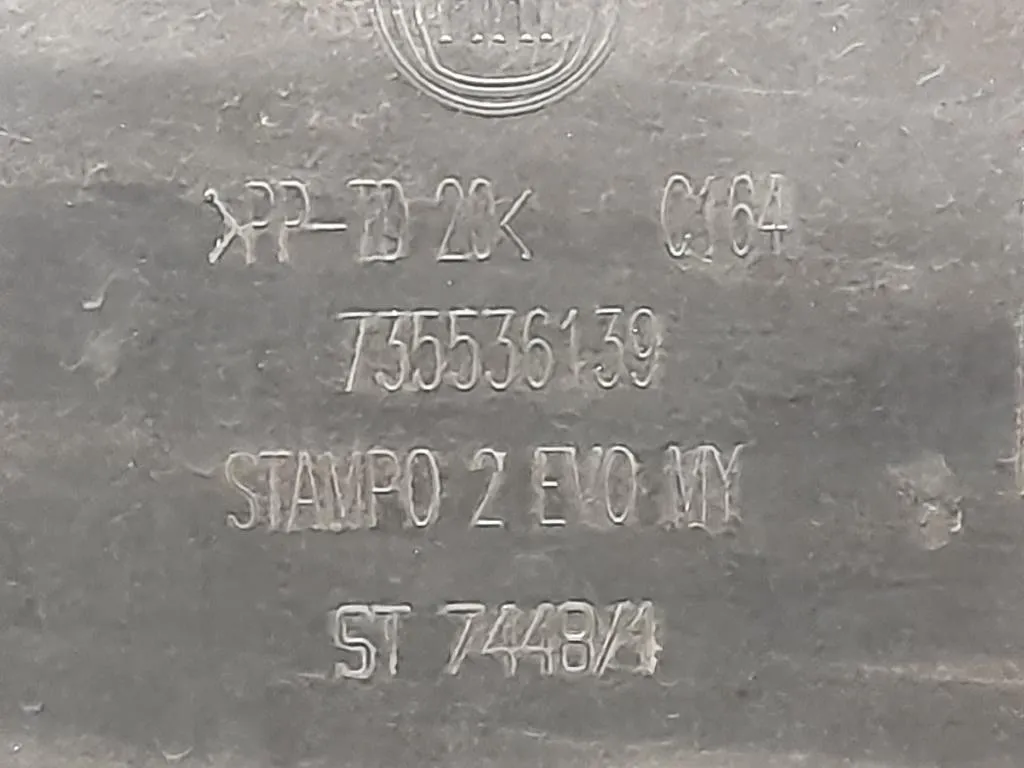 >PP-TD 20< C164
735536139
STAMPO 2 EVO MY
ST 7448/1